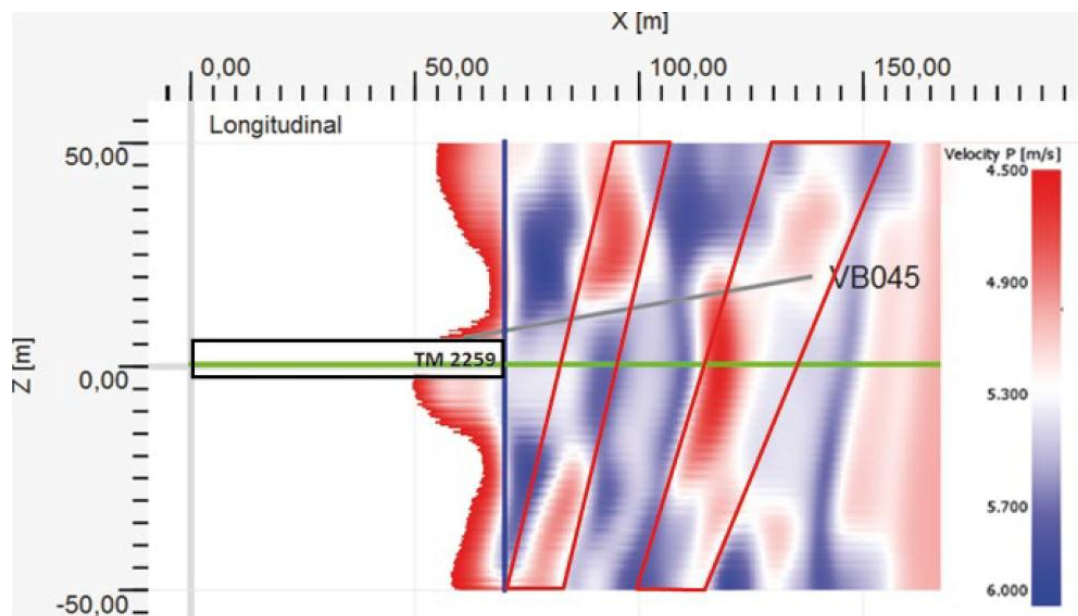 X [m]
0,00 50,00 100,00 150,00
Longitudinal
50,00
Velocity P [m/s]
4.500
VB045
4.900
Z [m]
TM 2259
0,00
5.300
5.700
6.000
-50,00